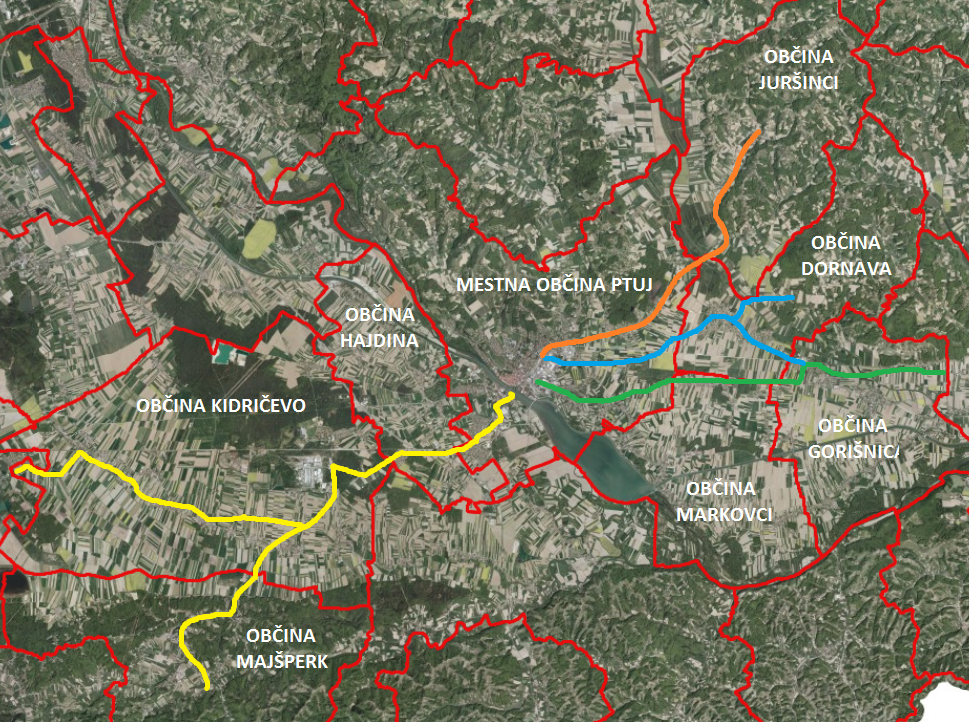 OBČINA
JURŠINCI
OBČINA
DORNAVA
MESTNA OBČINA PTUJ
OBČINA
HAJDINA
OBČINA KIDRIČEVO
OBČINA
GORIŠNICA
OBČINA
MARKOVCI
OBČINA
MAJŠPERK